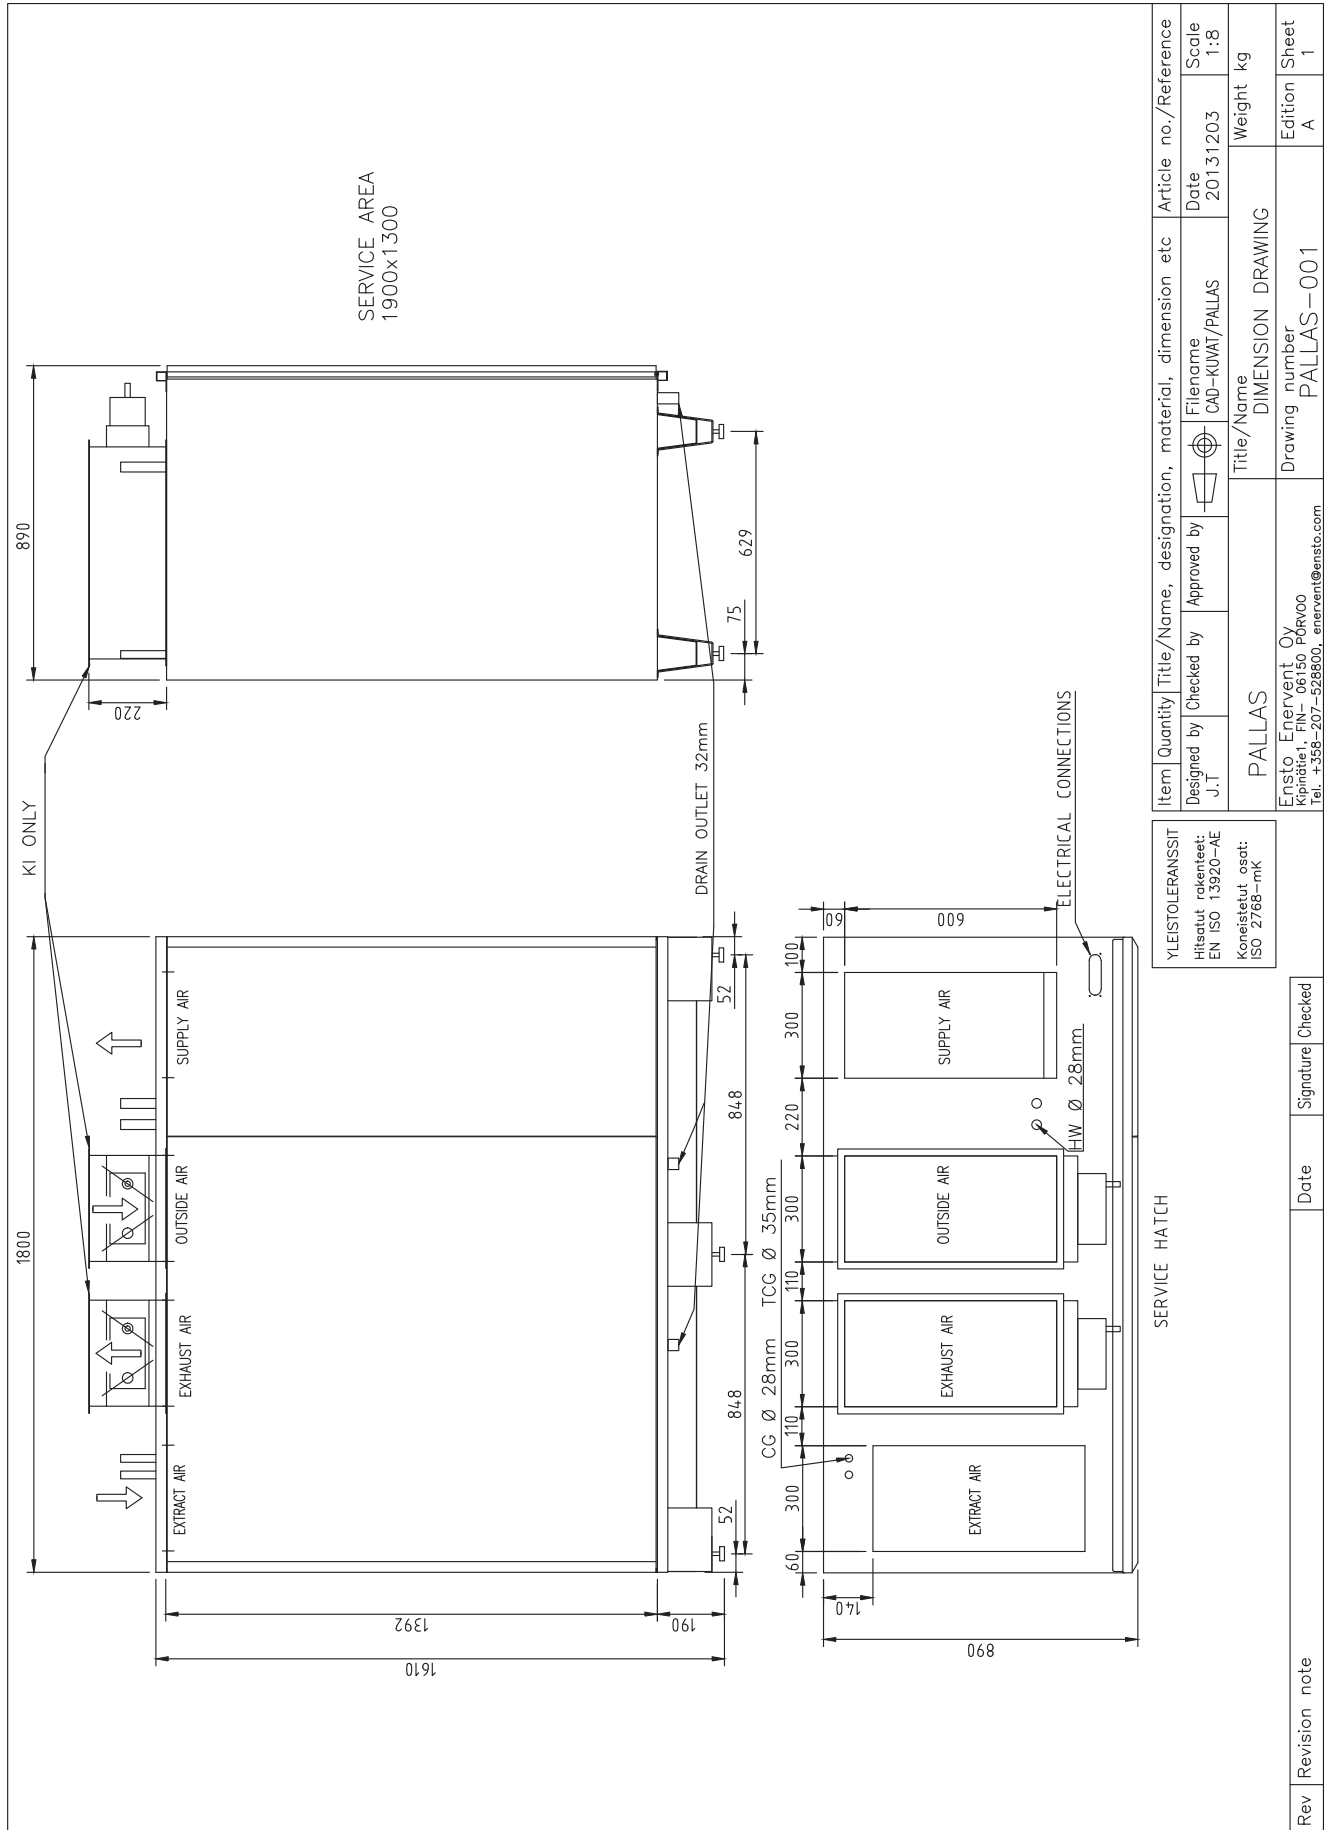 KI ONLY
1800
890
220
SERVICE AREA
1900x1300
EXTRACT AIR
EXHAUST AIR
OUTSIDE AIR
SUPPLY AIR
1610
1392
190
52
848
848
52
DRAIN OUTLET 32mm
75
629
CG Ø 28mm
TCG Ø 35mm
60
300
110
300
110
300
220
300
100
60
600
140
890
EXTRACT AIR
EXHAUST AIR
OUTSIDE AIR
SUPPLY AIR
HW Ø 28mm
ELECTRICAL CONNECTIONS
SERVICE HATCH
YLEISTOLERANSSIT
Hitsatut rakenteet:
EN ISO 13920-AE
Koneistetut osat:
ISO 2768-mK
Item Quantity Title/Name, designation, material, dimension etc Article no./Reference
Designed by Checked by Approved by Filename Date Scale
J.T CAD-KUVAT/PALLAS 20131203 1:8
PALLAS
Title/Name
DIMENSION DRAWING
Weight kg
Ensto Enervent Oy
Kipinätie1, FIN- 06150 PORVOO
Tel. +358-207-528800, enervent@ensto.com
Drawing number
PALLAS-001
Edition
A
Sheet
1
Rev Revision note Date Signature Checked